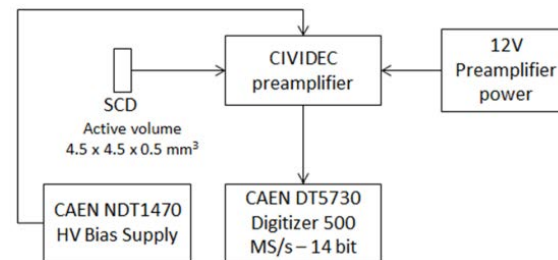 CIVIDEC
preamplifier
12V
Preamplifier
power
SCD
Active volume
4.5 x 4.5 x 0.5 mm³
CAEN NDT1470
HV Bias Supply
CAEN DT5730
Digitizer 500
MS/s – 14 bit